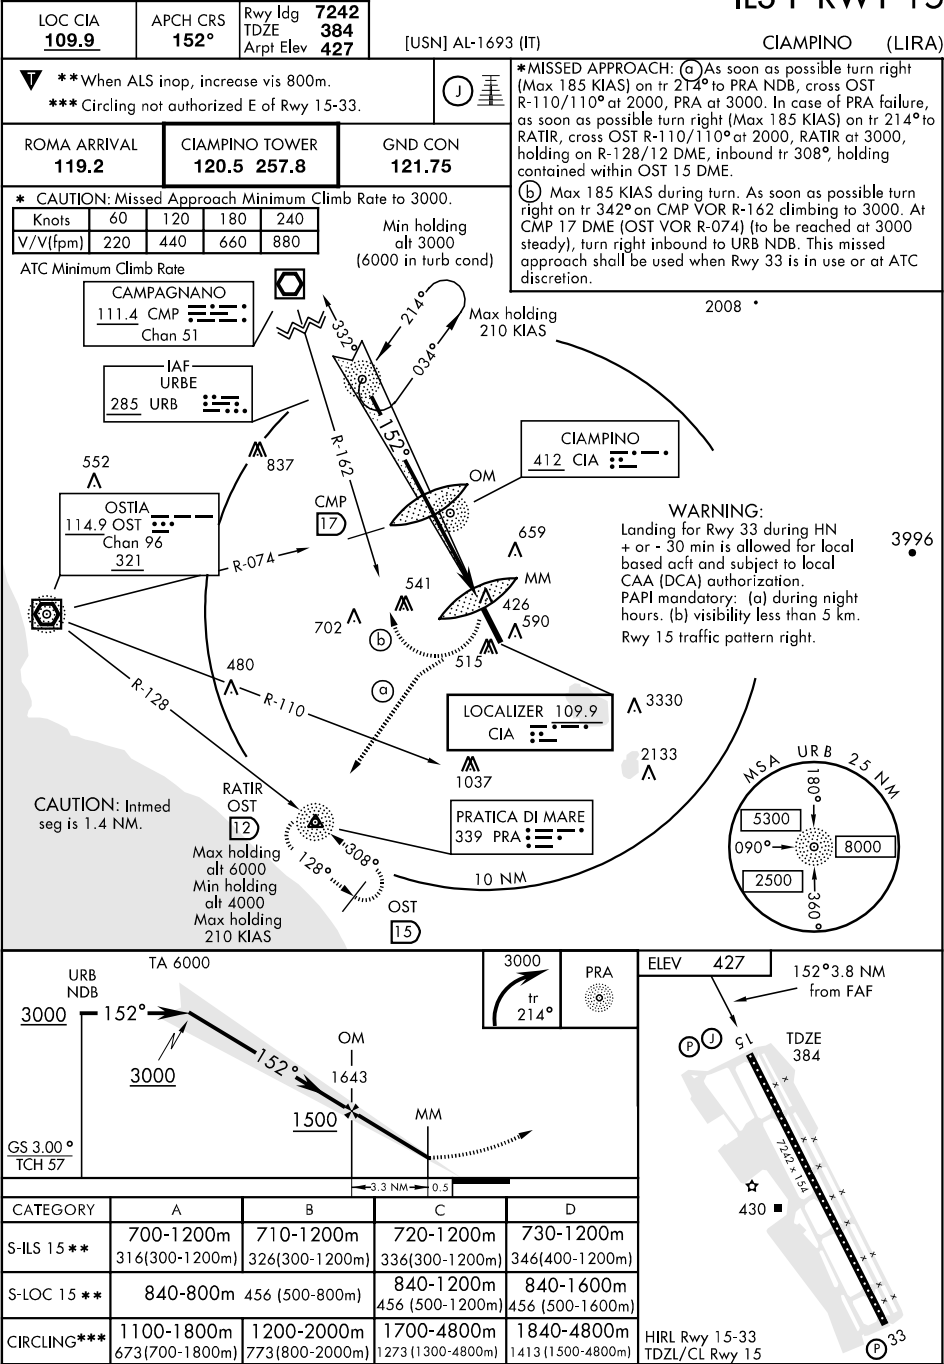 ILS P RWY 15
LOC CIA
109.9
APCH CRS
152°
Rwy ldg 7242
TDZE 384
Arpt Elev 427
[USN] AL-1693 (IT)
CIAMPINO (LIRA)
T
**When ALS inop, increase vis 800m.
*** Circling not authorized E of Rwy 15-33.
J
*MISSED APPROACH: (a) As soon as possible turn right
(Max 185 KIAS) on tr 214° to PRA NDB, cross OST
R-110/110° at 2000, PRA at 3000. In case of PRA failure,
as soon as possible turn right (Max 185 KIAS) on tr 214° to
RATIR, cross OST R-110/110° at 2000, RATIR at 3000,
holding on R-128/12 DME, inbound tr 308°, holding
contained within OST 15 DME.
(b) Max 185 KIAS during turn. As soon as possible turn
right on tr 342° on CMP VOR R-162 climbing to 3000. At
CMP 17 DME (OST VOR R-074) (to be reached at 3000
steady), turn right inbound to URB NDB. This missed
approach shall be used when Rwy 33 is in use or at ATC
discretion.
ROMA ARRIVAL
119.2
CIAMPINO TOWER
120.5 257.8
GND CON
121.75
* CAUTION: Missed Approach Minimum Climb Rate to 3000.
Knots 60 120 180 240
V/V(fpm) 220 440 660 880
ATC Minimum Climb Rate
Min holding
alt 3000
(6000 in turb cond)
CAMPAGNANO
111.4 CMP
Chan 51
332°
214°
034°
Max holding
210 KIAS
2008
IAF
URBE
285 URB
152°
R-162
CIAMPINO
412 CIA
OM
552
837
OSTIA
114.9 OST
Chan 96
321
CMP
17
R-074
WARNING:
Landing for Rwy 33 during HN
+ or - 30 min is allowed for local
based acft and subject to local
CAA (DCA) authorization.
PAPI mandatory: (a) during night
hours. (b) visibility less than 5 km.
Rwy 15 traffic pattern right.
3996
659
MM
541
426
590
702
b
515
480
a
R-128
R-110
LOCALIZER 109.9
CIA
3330
2133
1037
CAUTION: Intmed
seg is 1.4 NM.
RATIR
OST
12
Max holding
alt 6000
Min holding
alt 4000
Max holding
210 KIAS
128°
308°
OST
15
PRATICA DI MARE
339 PRA
10 NM
MSA URB 25 NM
180°
5300
090°
8000
2500
360°
TA 6000
URB
NDB
3000
152°
3000
152°
OM
1643
1500
MM
GS 3.00°
TCH 57
3.3 NM
0.5
3000
tr
214°
PRA
ELEV 427
152° 3.8 NM
from FAF
P J 15
TDZE
384
7242 x 154
430
P 33
HIRL Rwy 15-33
TDZL/CL Rwy 15
CATEGORY A B C D
S-ILS 15** 700-1200m 710-1200m 720-1200m 730-1200m
316(300-1200m) 326(300-1200m) 336(300-1200m) 346(400-1200m)
S-LOC 15** 840-800m 456 (500-800m) 840-1200m 840-1600m
456 (500-1200m) 456 (500-1600m)
CIRCLING*** 1100-1800m 1200-2000m 1700-4800m 1840-4800m
673(700-1800m) 773(800-2000m) 1273 (1300-4800m) 1413 (1500-4800m)